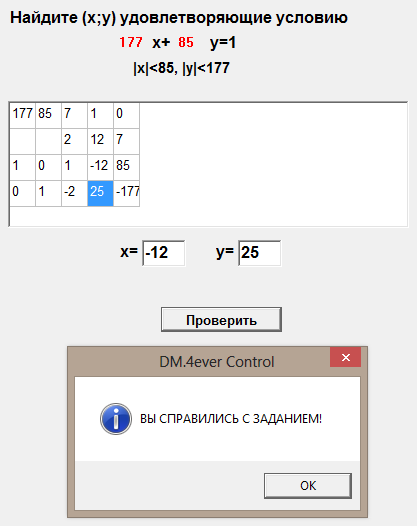 Найдите (x;y) удовлетворяющие условию
177 x+ 85 y=1
|x|<85, |y|<177
177 85 7 1 0
2 12 7
1 0 1 -12 85
0 1 -2 25 -177
x= -12 y= 25
Проверить
DM.4ever Control
ВЫ СПРАВИЛИСЬ С ЗАДАНИЕМ!
OK